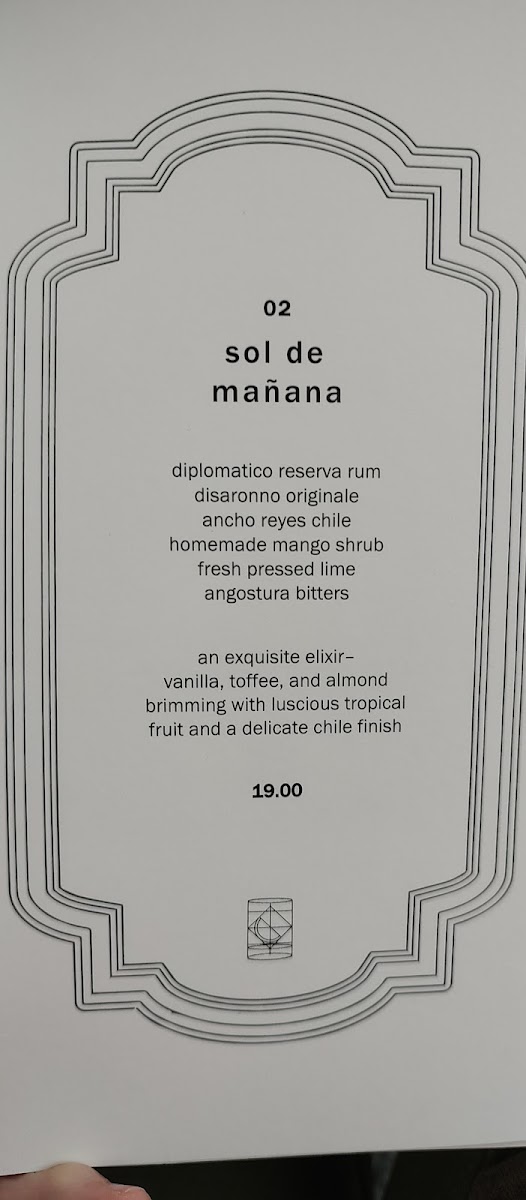 02
sol de
mañana
diplomatico reserva rum
disaronno originale
ancho reyes chile
homemade mango shrub
fresh pressed lime
angostura bitters
an exquisite elixir–
vanilla, toffee, and almond
brimming with luscious tropical
fruit and a delicate chile finish
19.00